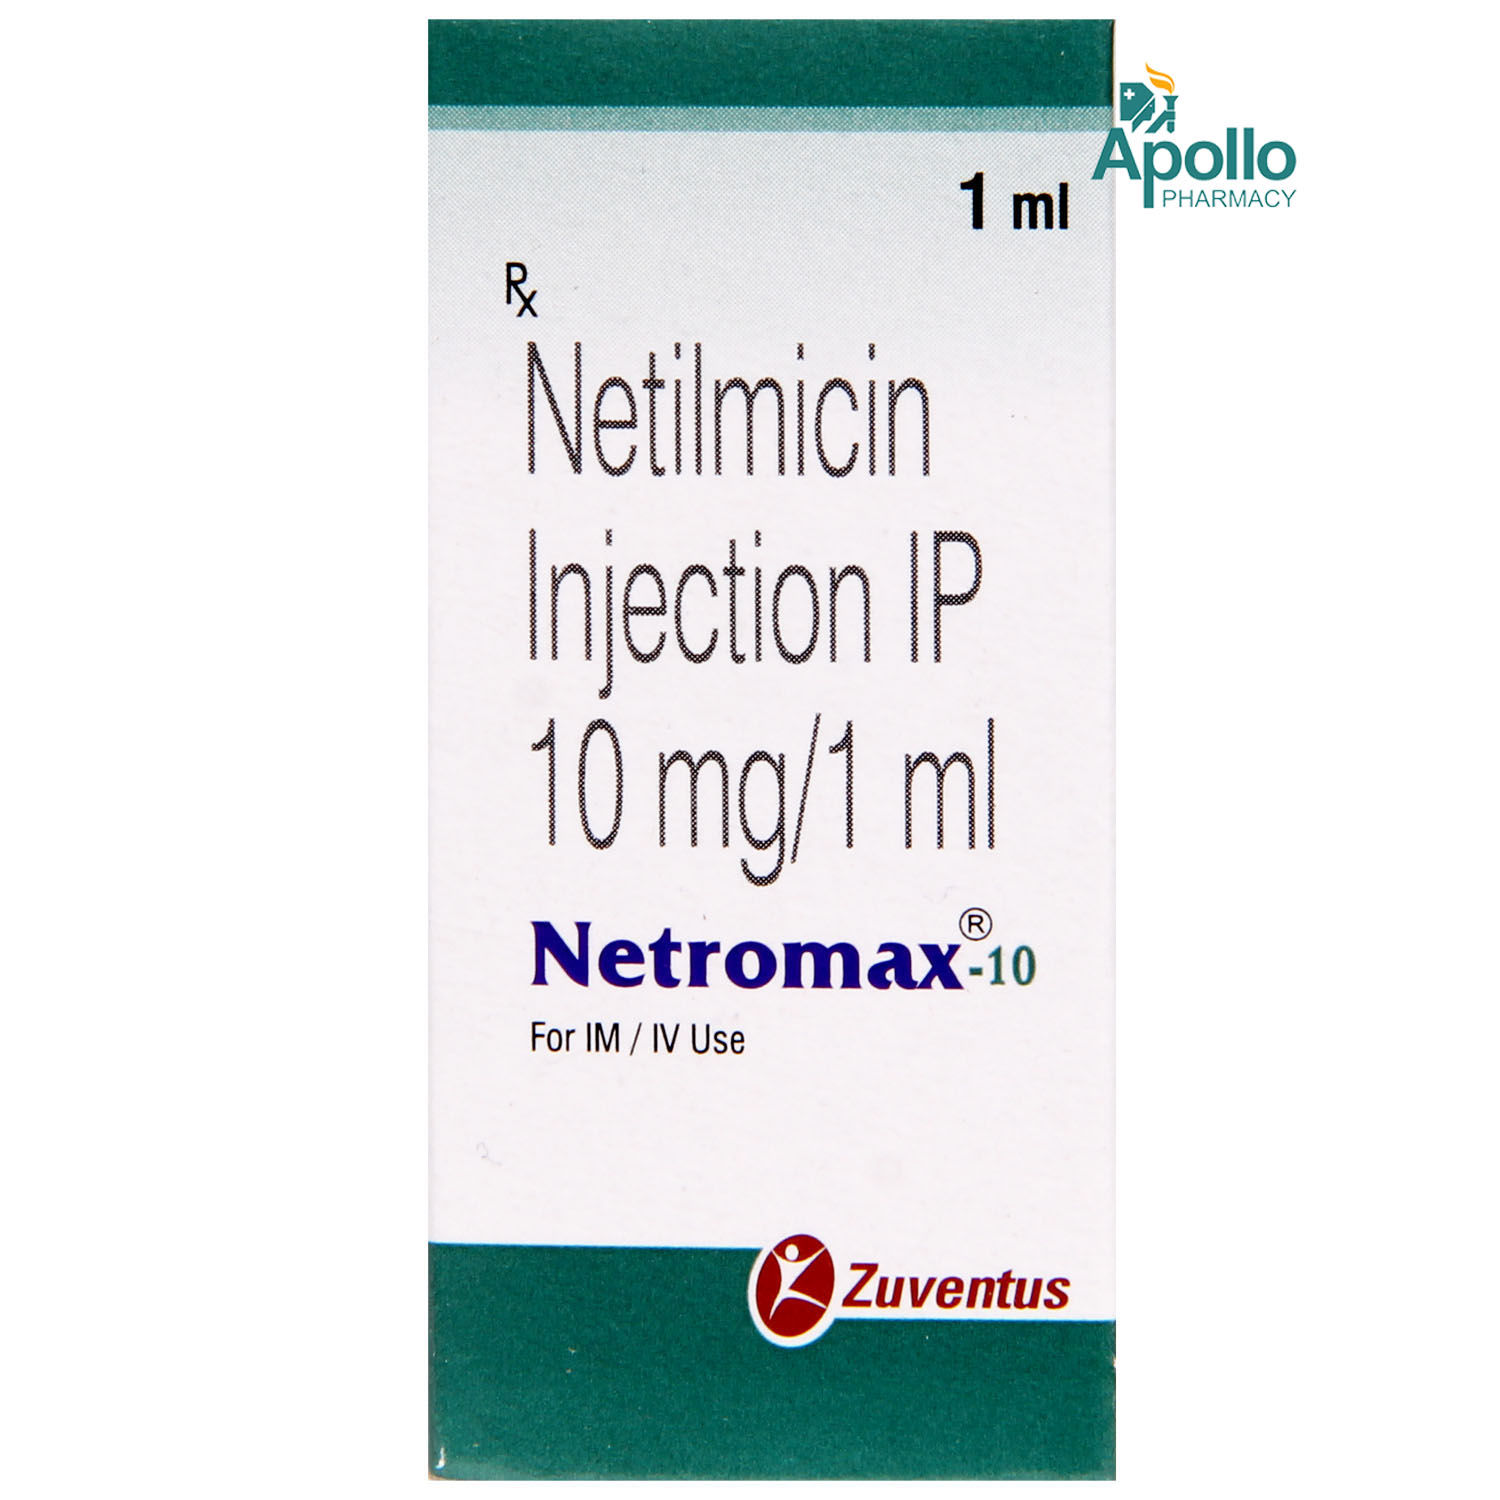 Apollo
PHARMACY
1 ml
Rx
Netilmicin
Injection IP
10 mg/1 ml
Netromax®-10
For IM / IV Use
Zuventus